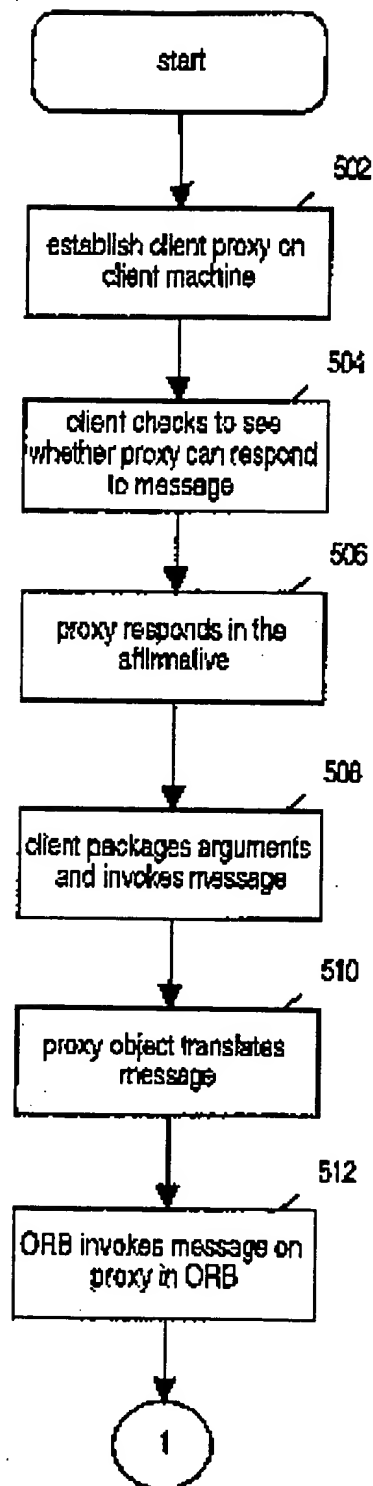 start
502
establish client proxy on
client machine
504
client checks to see
whether proxy can respond
to message
506
proxy responds in the
affirmative
508
client packages arguments
and invokes message
510
proxy object translates
message
512
ORB invokes message on
proxy in ORB
1